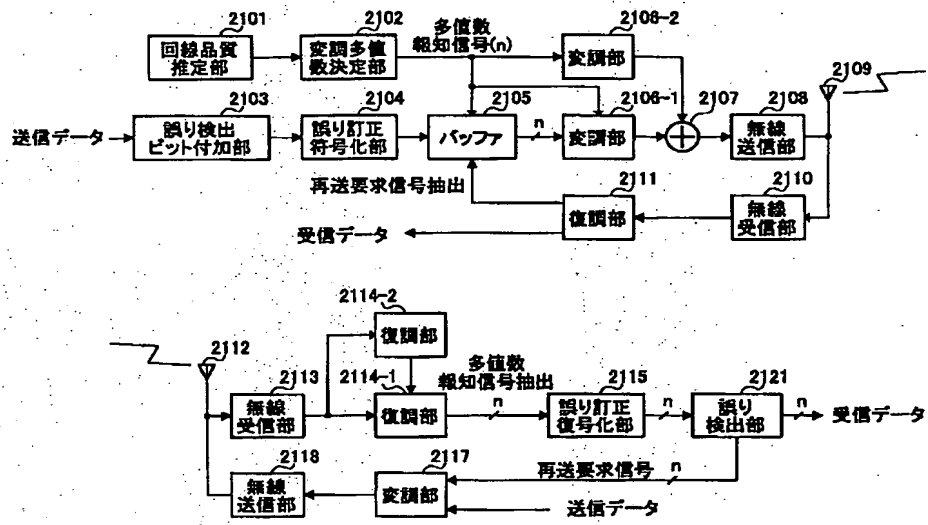 2101
回線品質
推定部
2102
変調多値
数決定部
多値数
報知信号(n)
2106-2
変調部
2109
送信データ
2103
誤り検出
ビット付加部
2104
誤り訂正
符号化部
2105
バッファ
n
2106-1
変調部
2107
2108
無線
送信部
再送要求信号抽出
2111
復調部
2110
無線
受信部
受信データ
2114-2
復調部
2112
2113
無線
受信部
2114-1
復調部
多値数
報知信号抽出
n
2115
誤り訂正
復号化部
n
2121
誤り
検出部
n
受信データ
2118
無線
送信部
2117
変調部
再送要求信号
n
送信データ